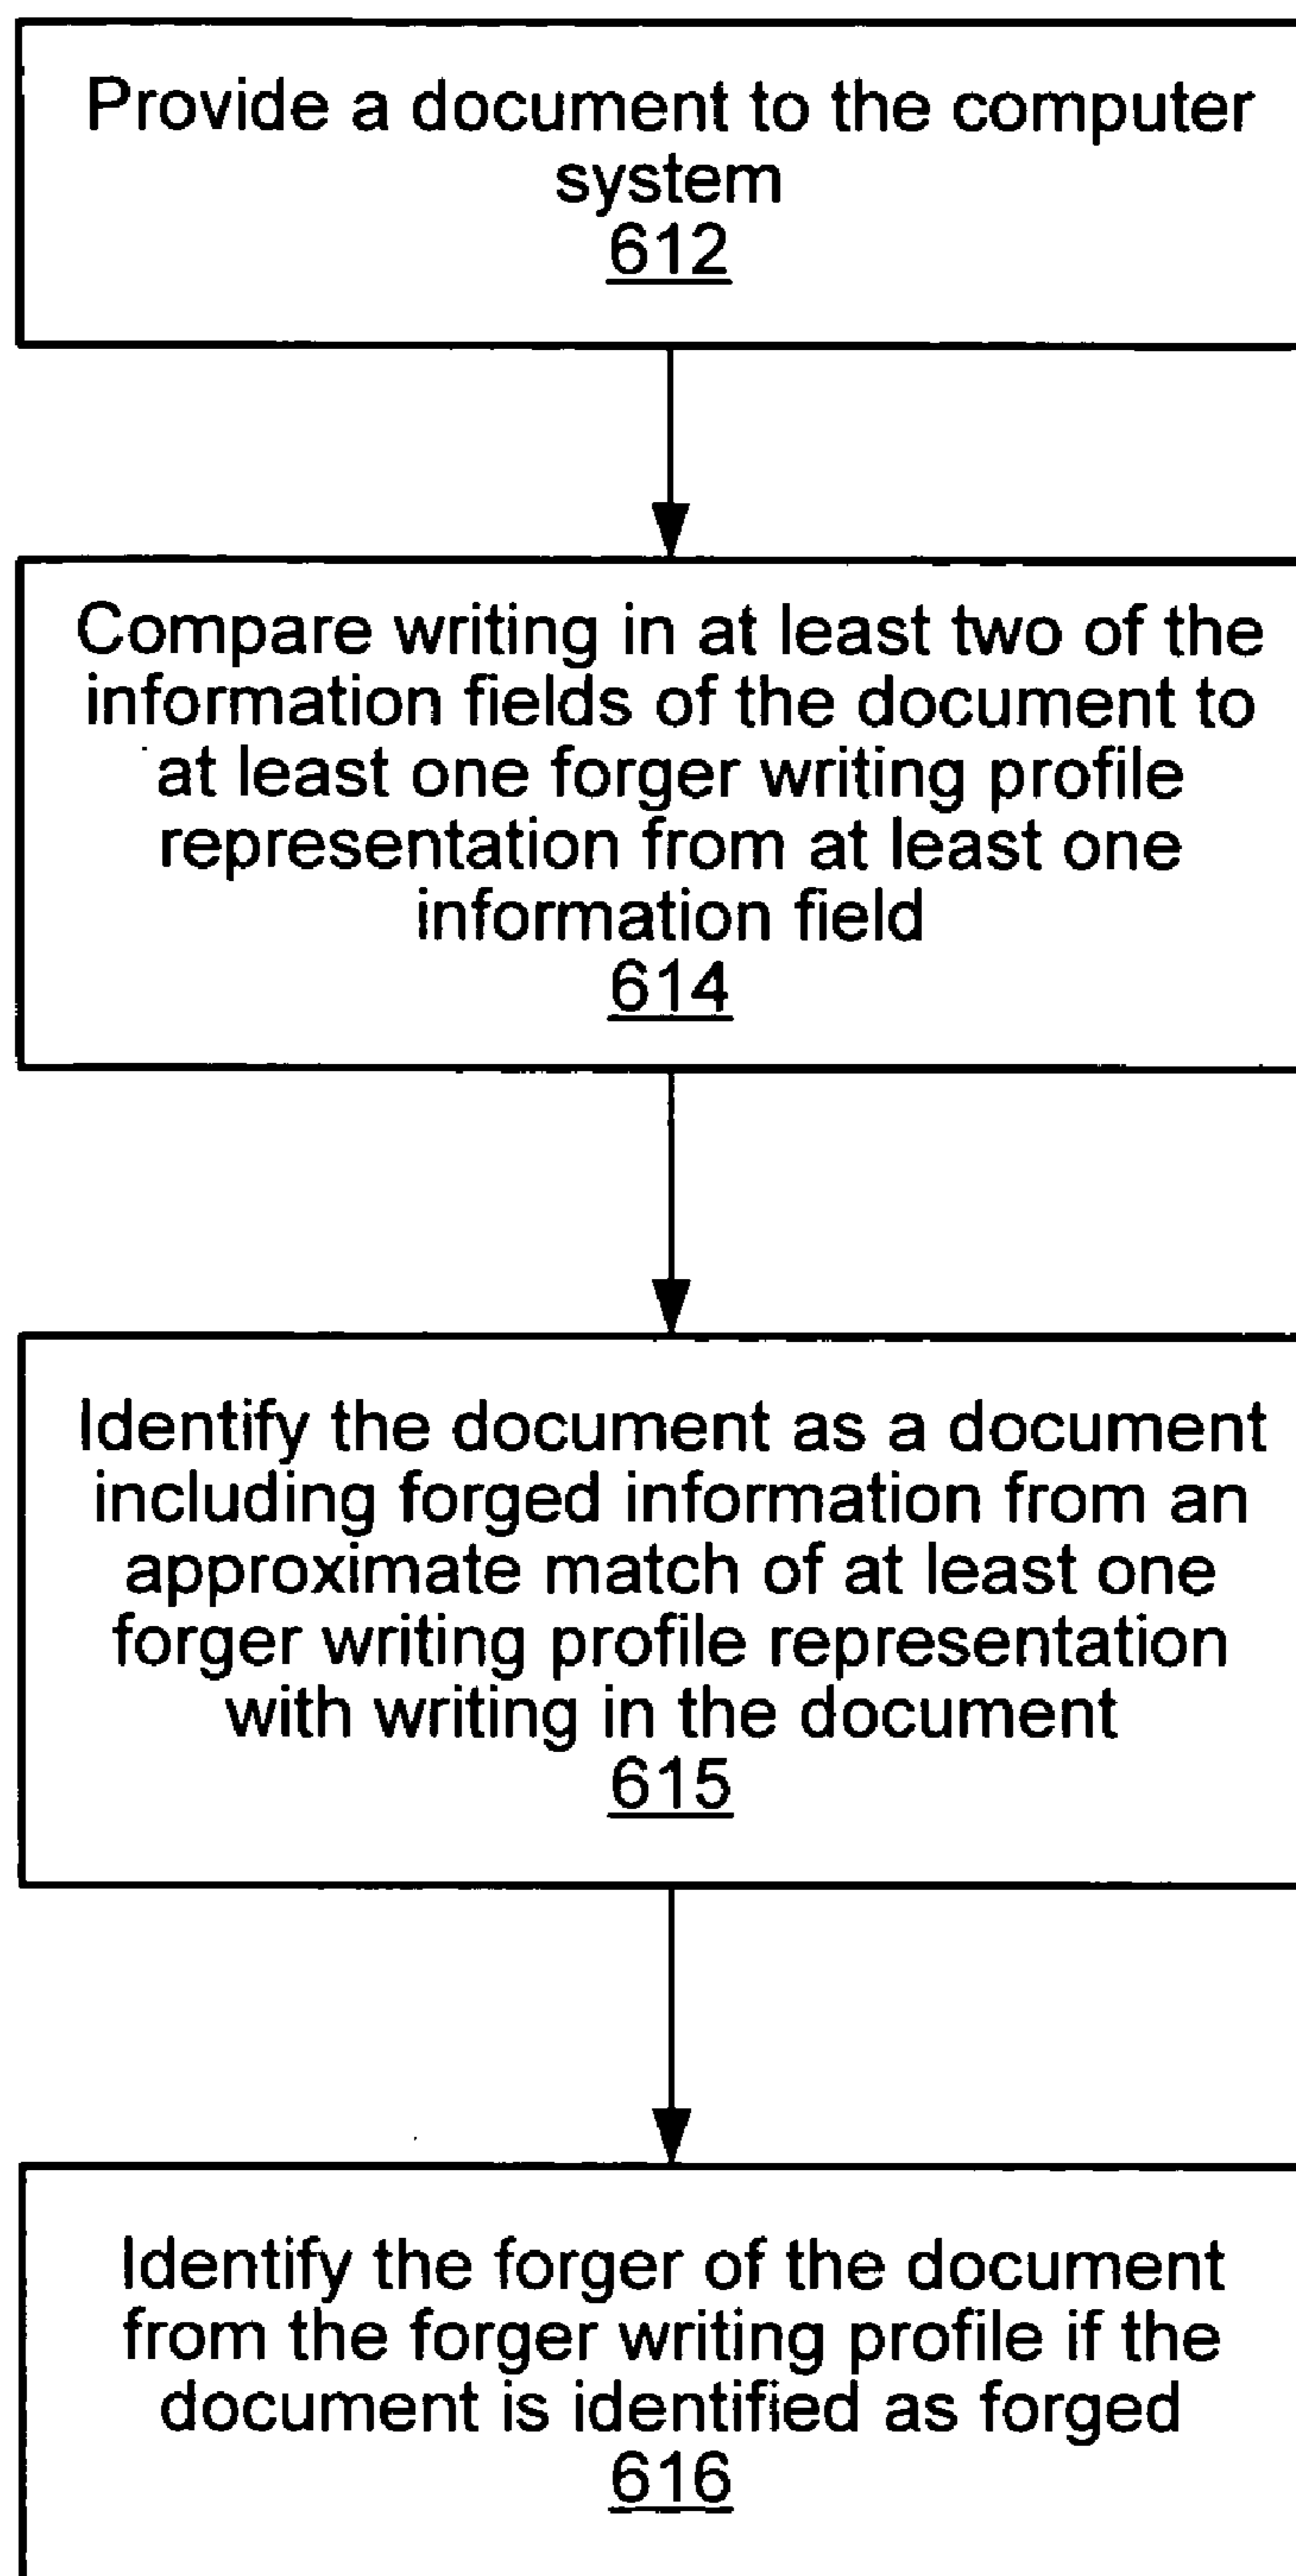 Provide a document to the computer
system
612
Compare writing in at least two of the
information fields of the document to
at least one forger writing profile
representation from at least one
information field
614
Identify the document as a document
including forged information from an
approximate match of at least one
forger writing profile representation
with writing in the document
615
Identify the forger of the document
from the forger writing profile if the
document is identified as forged
616